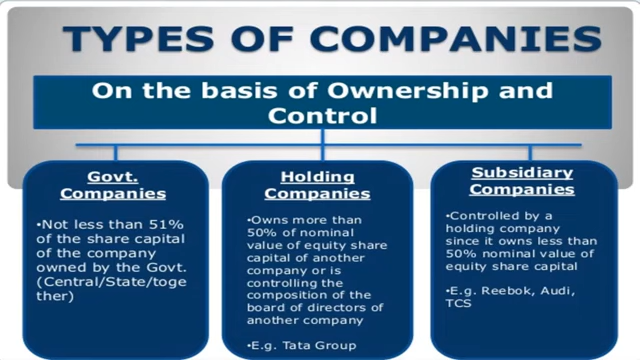 TYPES OF COMPANIES
On the basis of Ownership and
Control
Govt.
Companies
•Not less than 51%
of the share capital
of the company
owned by the Govt.
(Central/State/toge
ther)
Holding
Companies
•Owns more than
50% of nominal
value of equity share
capital of another
company or is
controlling the
composition of the
board of directors of
another company
•E.g. Tata Group
Subsidiary
Companies
•Controlled by a
holding company
since it owns less than
50% nominal value of
equity share capital
•E.g. Reebok, Audi,
TCS